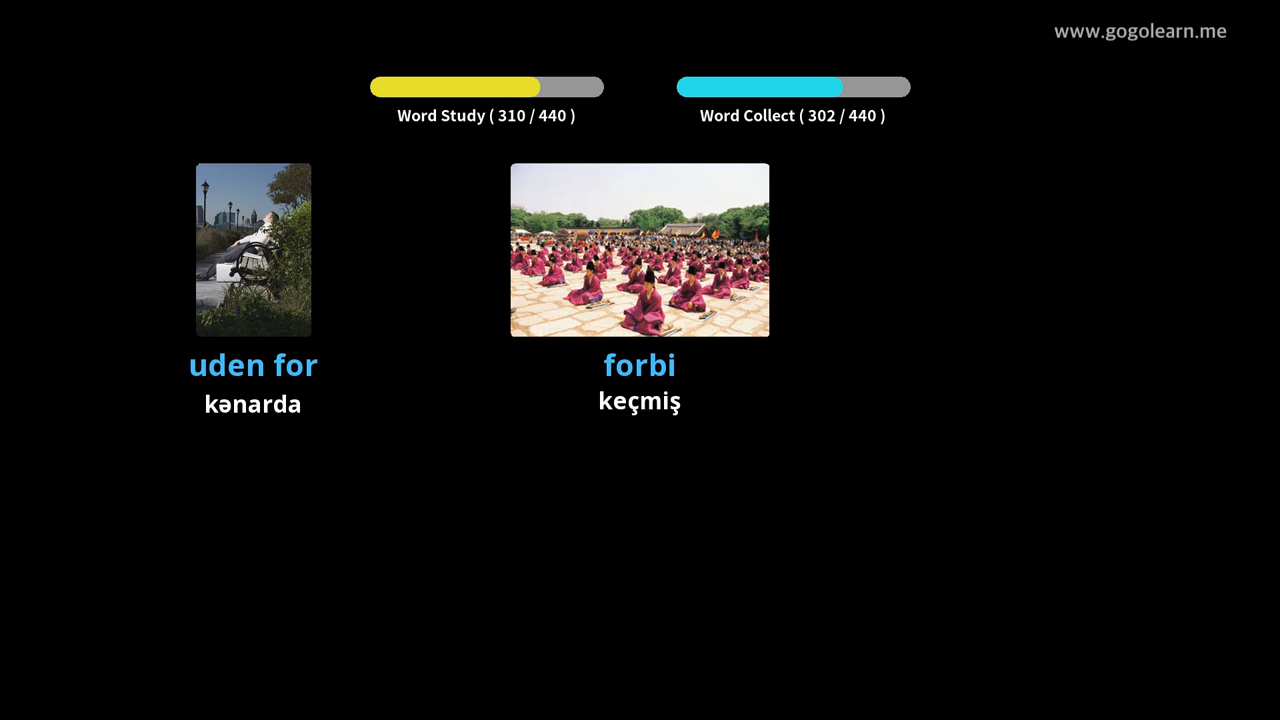 www.gogolearn.me
Word Study ( 310 / 440 )
Word Collect ( 302 / 440 )
uden for
kənarda
forbi
keçmiş